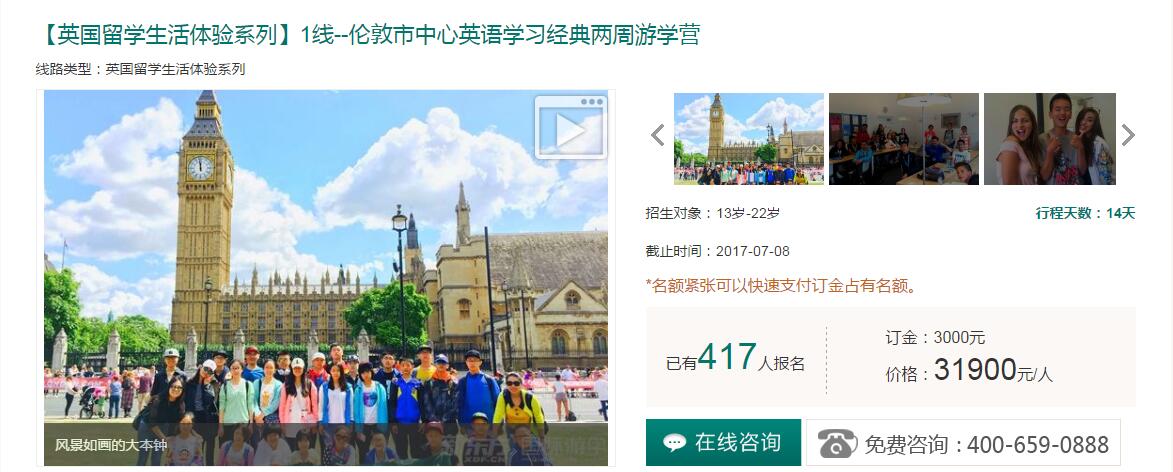 【英国留学生活体验系列】1线--伦敦市中心英语学习经典两周游学营
线路类型：英国留学生活体验系列
风景如画的大本钟
XDF.CN
招生对象：13岁-22岁
行程天数：14天
截止时间：2017-07-08
*名额紧张可以快速支付订金占有名额。
已有417人报名
订金：3000元
价格：31900元/人
在线咨询
免费咨询：400-659-0888